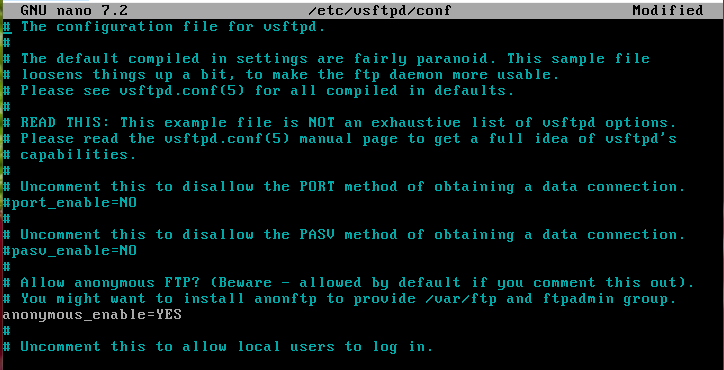 GNU nano 7.2 /etc/vsftpd/conf Modified
# The configuration file for vsftpd.
#
# The default compiled in settings are fairly paranoid. This sample file
# loosens things up a bit, to make the ftp daemon more usable.
# Please see vsftpd.conf(5) for all compiled in defaults.
#
# READ THIS: This example file is NOT an exhaustive list of vsftpd options.
# Please read the vsftpd.conf(5) manual page to get a full idea of vsftpd's
# capabilities.
#
# Uncomment this to disallow the PORT method of obtaining a data connection.
#port_enable=NO
#
# Uncomment this to disallow the PASV method of obtaining a data connection.
#pasv_enable=NO
#
# Allow anonymous FTP? (Beware - allowed by default if you comment this out).
# You might want to install anonftp to provide /var/ftp and ftpadmin group.
anonymous_enable=YES
#
# Uncomment this to allow local users to log in.